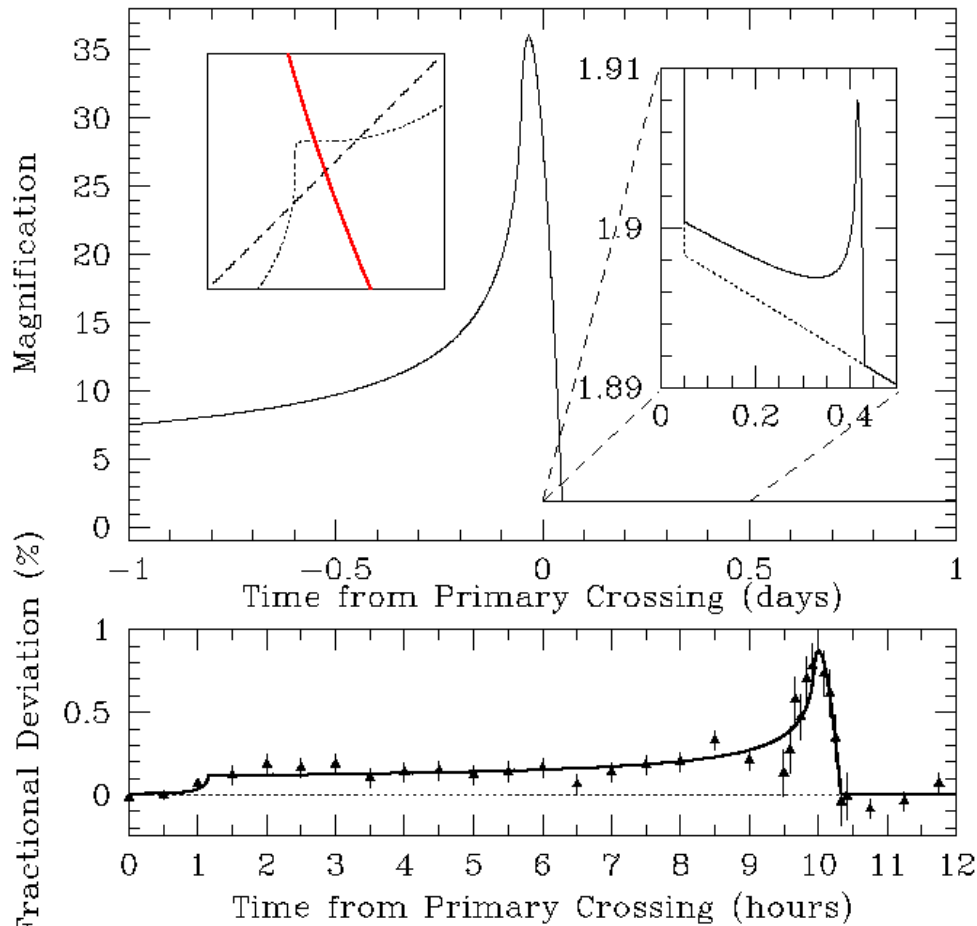 Magnification
35
30
25
20
15
10
5
0
1.91
1.9
1.89
0 0.2 0.4
−1 −0.5 0 0.5 1
Time from Primary Crossing (days)
Fractional Deviation (%)
1
0.5
0
0 1 2 3 4 5 6 7 8 9 10 11 12
Time from Primary Crossing (hours)